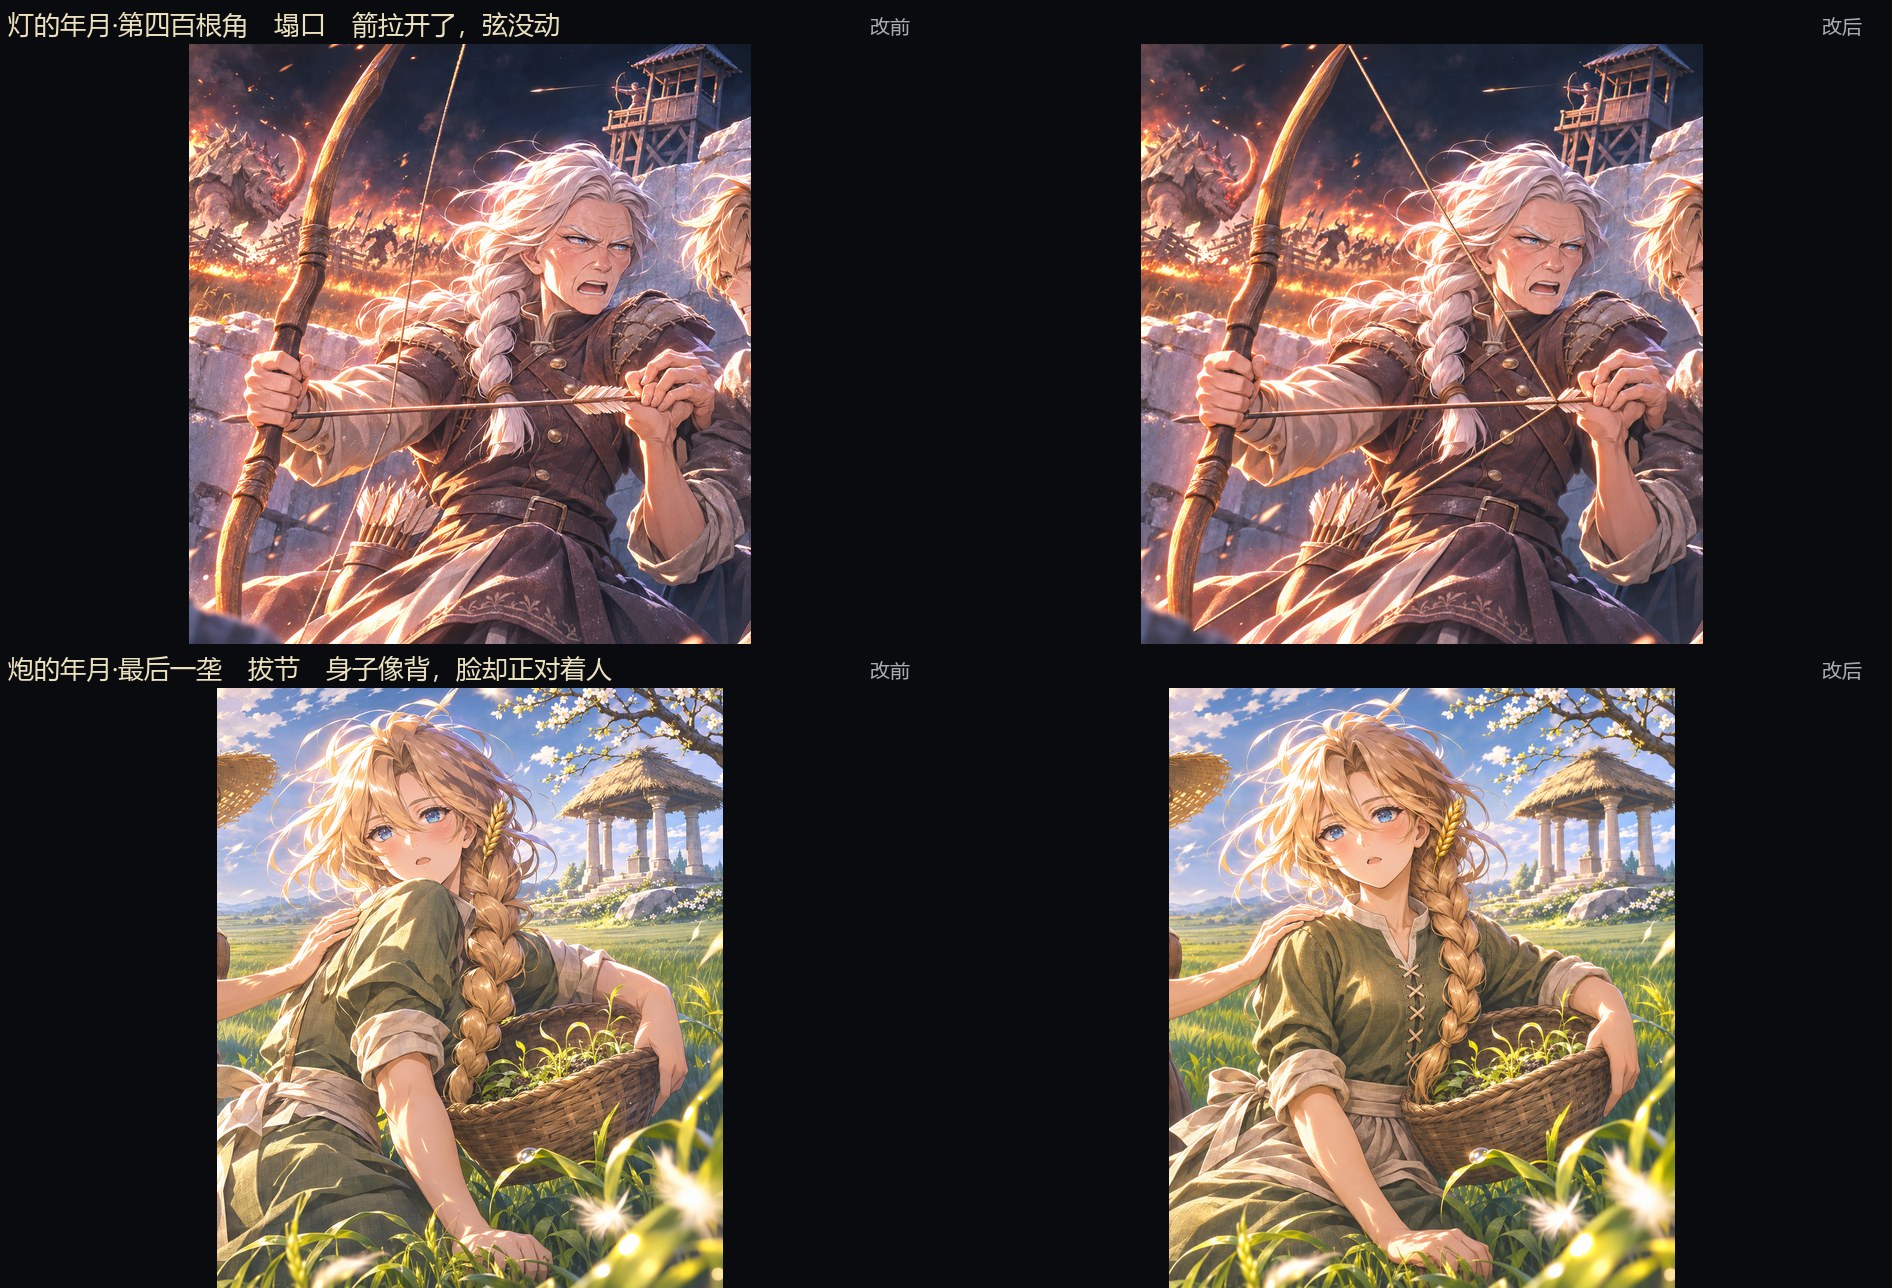 灯的年月·第四百根角 塌口 箭拉开了，弦没动 改前 改后
炮的年月·最后一垄 拔节 身子像背，脸却正对着人 改前 改后